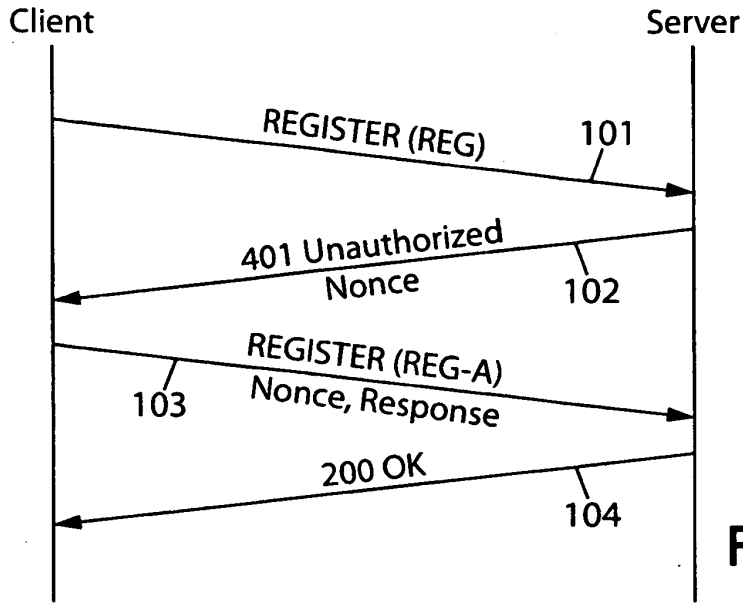 Client
Server
REGISTER (REG)
101
401 Unauthorized
Nonce
102
REGISTER (REG-A)
Nonce, Response
103
200 OK
104
F